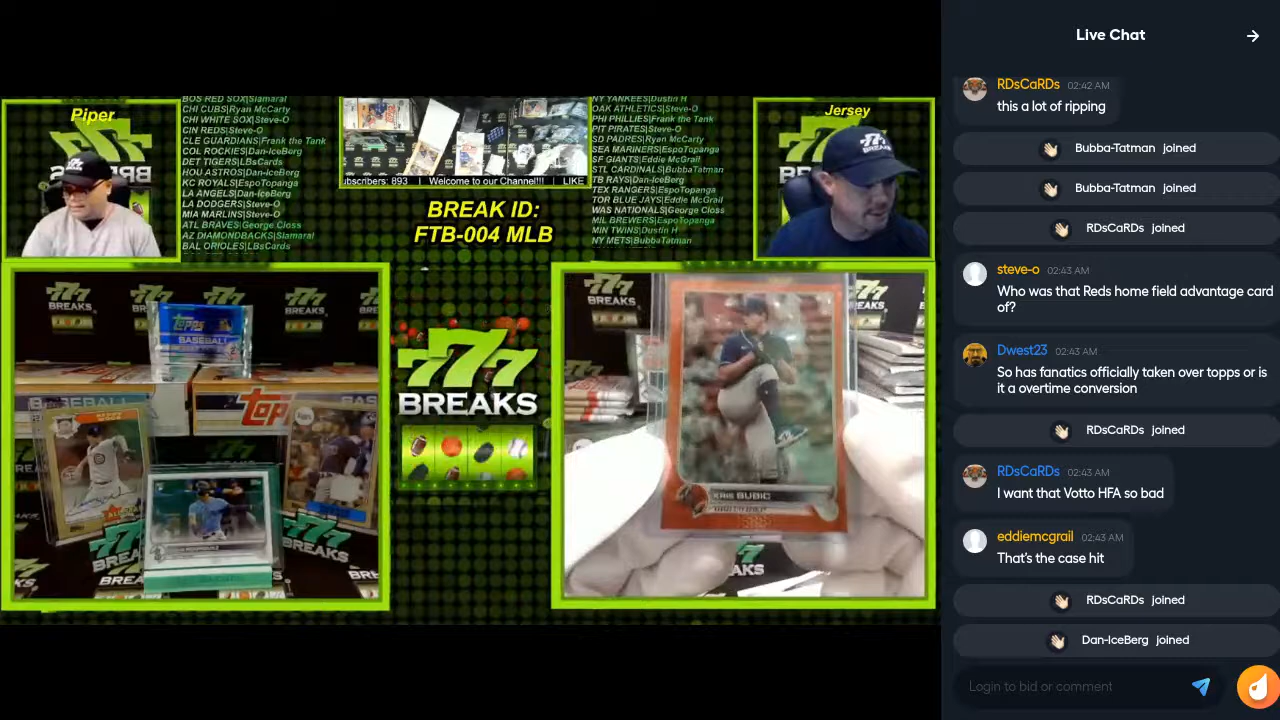 Piper
BOS RED SOX|Slamaral
CHI CUBS|Ryan McCarty
CHI WHITE SOX|Steve-O
CIN REDS|Steve-O
CLE GUARDIANS|Frank the Tank
COL ROCKIES|Dan-IceBerg
DET TIGERS|LBsCards
HOU ASTROS|Dan-IceBerg
KC ROYALS|EspoTopanga
LA ANGELS|Dan-IceBerg
LA DODGERS|Steve-O
MIA MARLINS|Steve-O
ATL BRAVES|George Closs
AZ DIAMONDBACKS|Slamaral
BAL ORIOLES|LBsCards
ubscribers: 893 | Welcome to our Channel!!! | LIKE
BREAK ID:
FTB-004 MLB
NY YANKEES|Dustin H
OAK ATHLETICS|Steve-O
PHI PHILLIES|Frank the Tank
PIT PIRATES|Steve-O
SD PADRES|Ryan McCarty
SEA MARINERS|EspoTopanga
SF GIANTS|Eddie McGrail
STL CARDINALS|BubbaTatman
TB RAYS|Dan-IceBerg
TEX RANGERS|EspoTopanga
TOR BLUE JAYS|Eddie McGrail
WAS NATIONALS|George Closs
MIL BREWERS|EspoTopanga
MIN TWINS|Dustin H
NY METS|BubbaTatman
Jersey
777
BREAKS
topps
BASEBALL
KRIS BUBIC
Live Chat
RDsCaRDs 02:42 AM
this a lot of ripping
Bubba-Tatman joined
Bubba-Tatman joined
RDsCaRDs joined
steve-o 02:43 AM
Who was that Reds home field advantage card
of?
Dwest23 02:43 AM
So has fanatics officially taken over topps or is
it a overtime conversion
RDsCaRDs joined
RDsCaRDs 02:43 AM
I want that Votto HFA so bad
eddiemcgrail 02:43 AM
That's the case hit
RDsCaRDs joined
Dan-IceBerg joined
Login to bid or comment